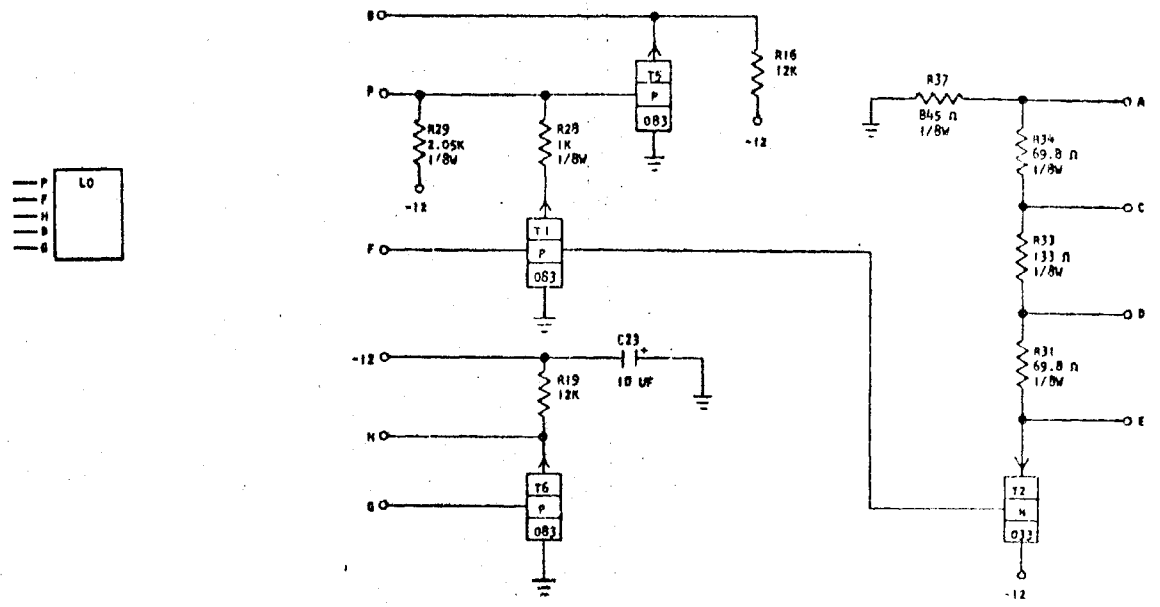 B
R16
12K
-12
T5
P
083
P
R29
2.05K
1/8W
-12
R28
1K
1/8W
R37
845 Ω
1/8W
A
R34
69.8 Ω
1/8W
C
R33
133 Ω
1/8W
D
R31
69.8 Ω
1/8W
E
LO
P
F
H
B
G
F
T1
P
083
-12
C23
+
10 UF
R19
12K
H
G
T6
P
083
T2
N
033
-12